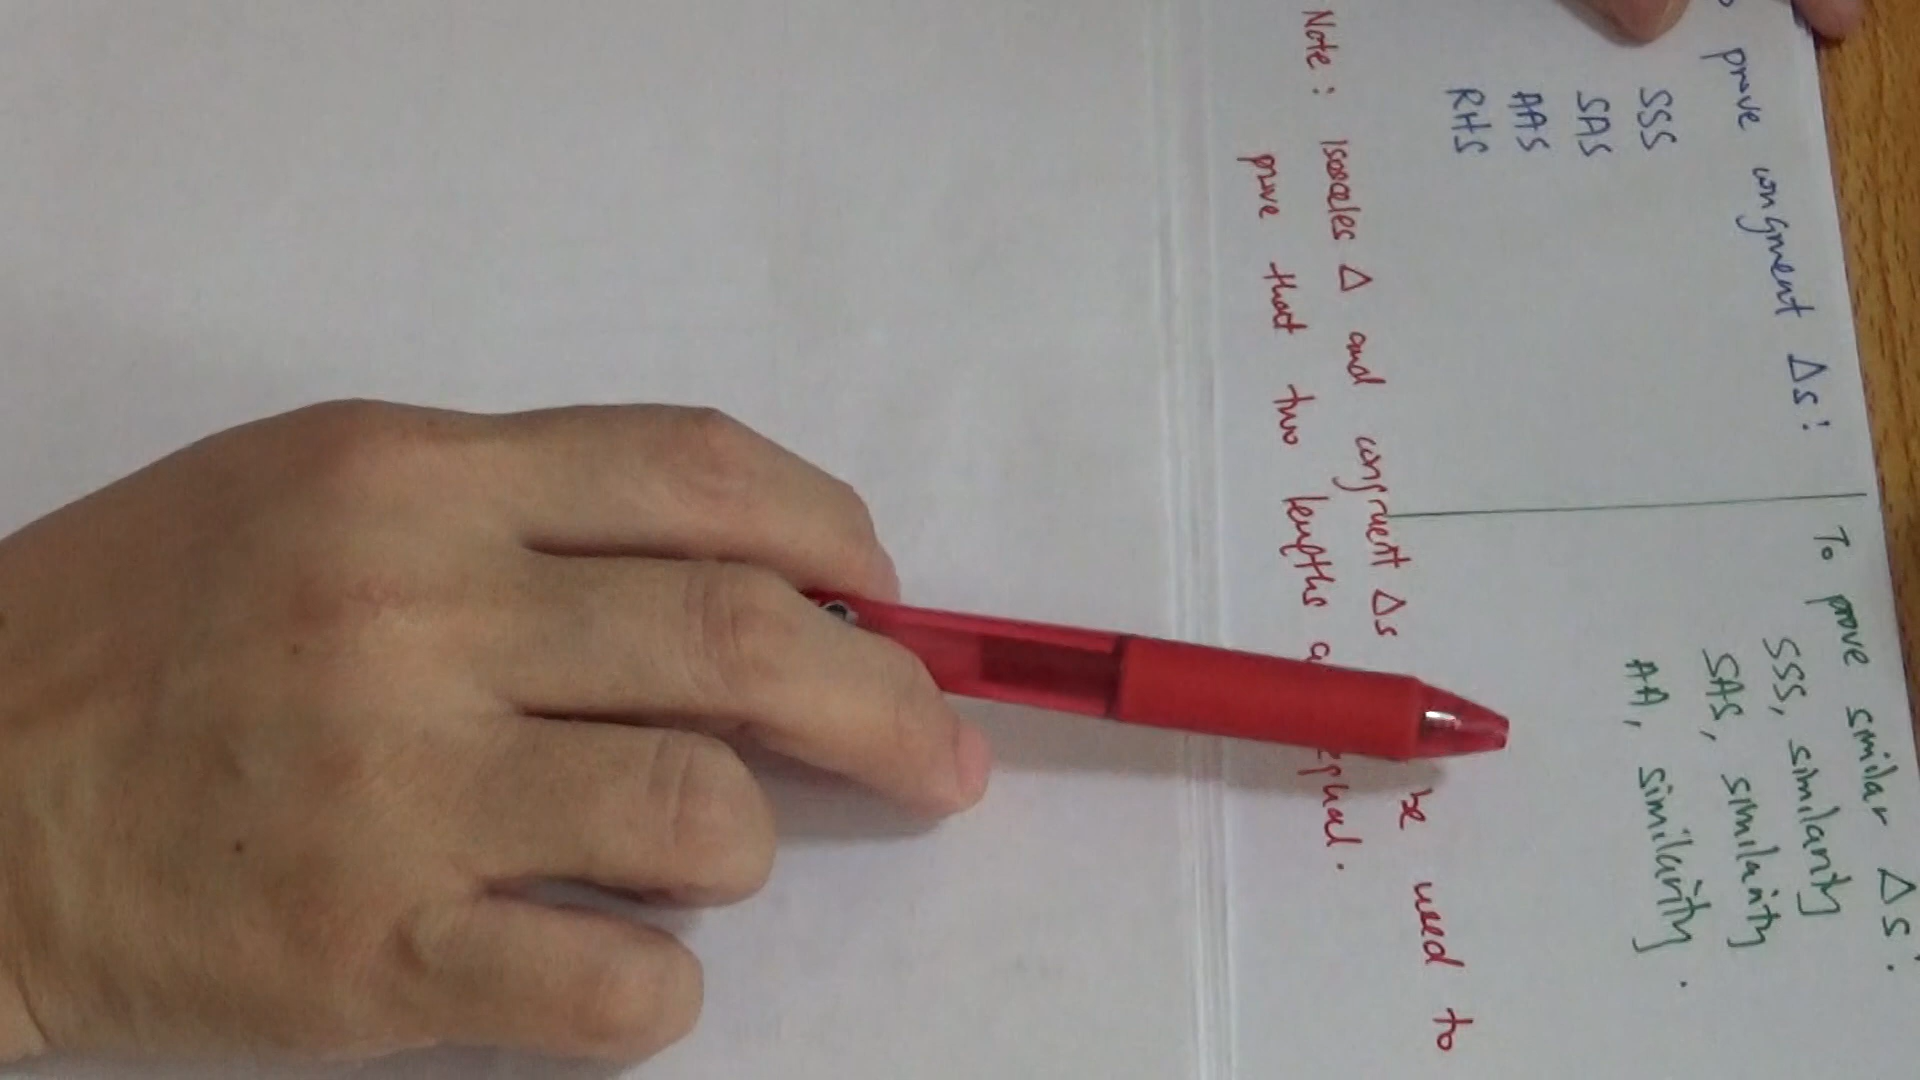 prove congruent Δs:
SSS
SAS
AAS
RHS
To prove similar Δs:
SSS, similarity
SAS, similarity
AA, similarity.
Note: Isosceles Δ and congruent Δs be used to
prove that two lengths equal.